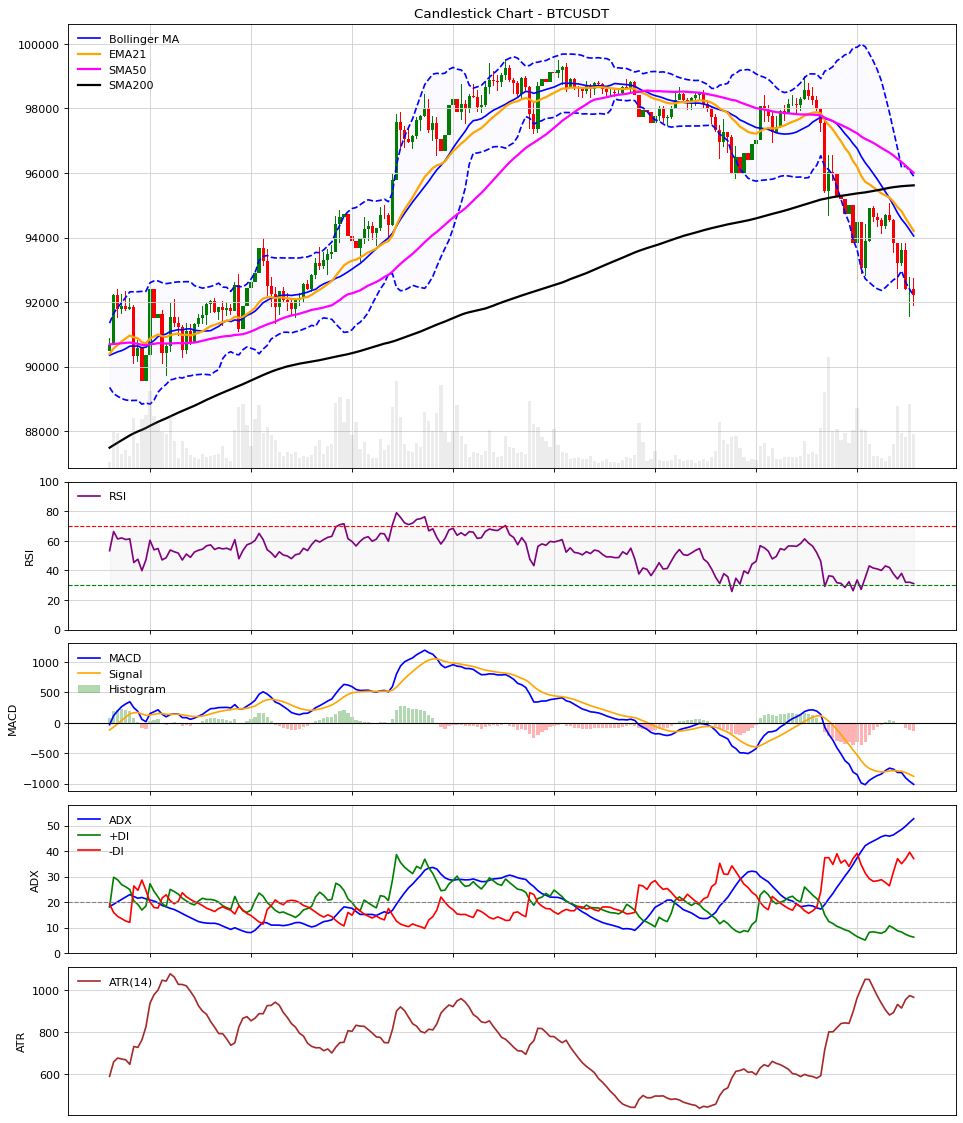 Candlestick Chart - BTCUSDT
Bollinger MA
EMA21
SMA50
SMA200
100000
98000
96000
94000
92000
90000
88000
RSI
RSI
100
80
60
40
20
0
MACD
Signal
Histogram
MACD
1000
500
0
−500
−1000
ADX
+DI
-DI
ADX
50
40
30
20
10
0
ATR(14)
ATR
1000
800
600